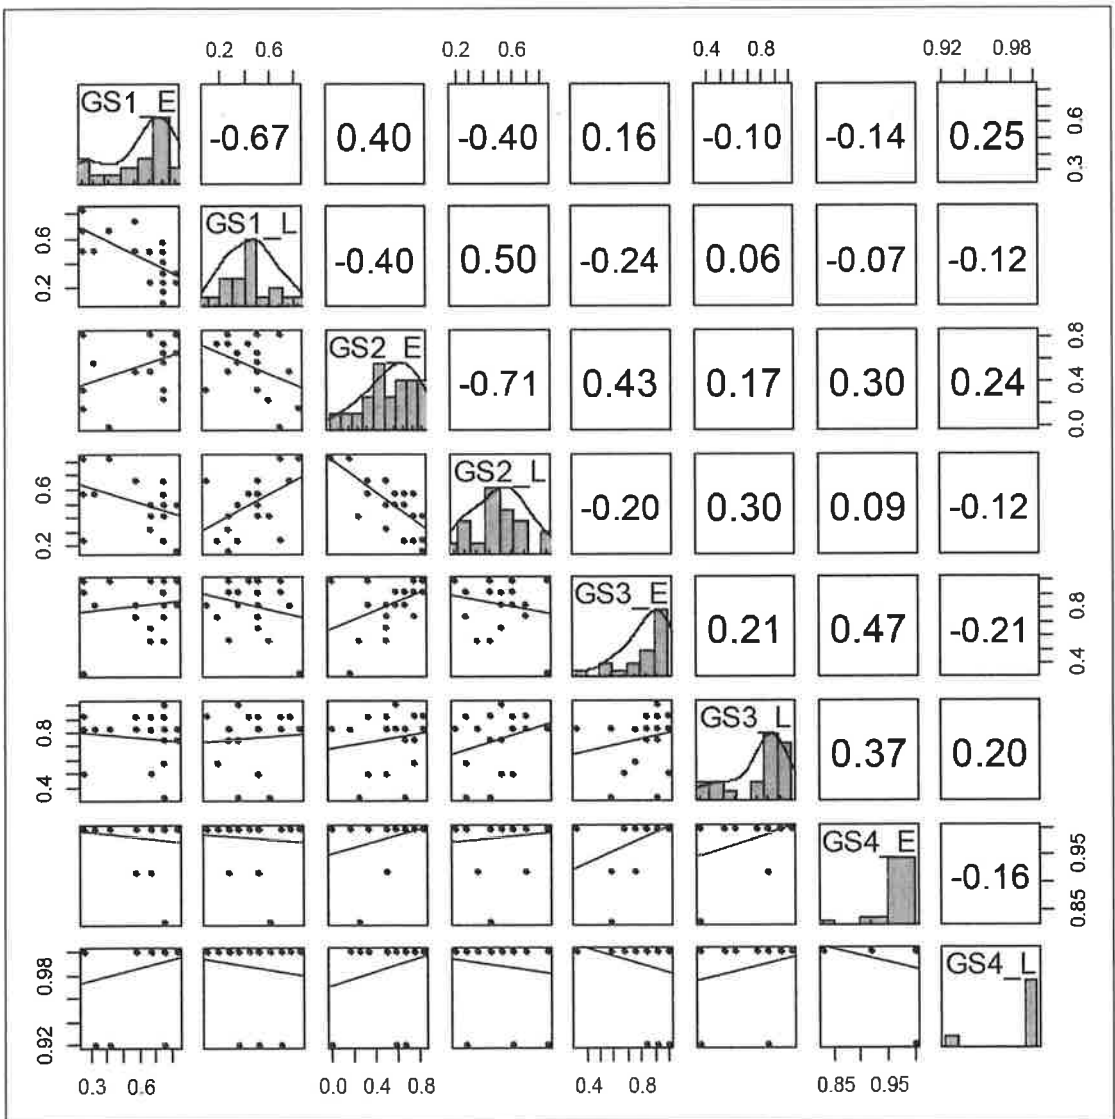 0.2 0.6 0.2 0.6 0.4 0.8 0.92 0.98
GS1_E -0.67 0.40 -0.40 0.16 -0.10 -0.14 0.25 0.3 0.6
0.2 0.6 GS1_L -0.40 0.50 -0.24 0.06 -0.07 -0.12
GS2_E -0.71 0.43 0.17 0.30 0.24 0.0 0.4 0.8
0.2 0.6 GS2_L -0.20 0.30 0.09 -0.12
GS3_E 0.21 0.47 -0.21 0.4 0.8
0.4 0.8 GS3_L 0.37 0.20
GS4_E -0.16 0.85 0.95
0.92 0.98 GS4_L
0.3 0.6 0.0 0.4 0.8 0.4 0.8 0.85 0.95